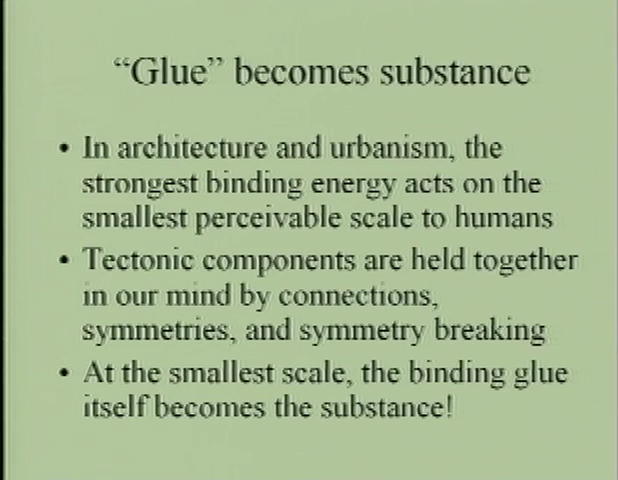 “Glue” becomes substance
• In architecture and urbanism, the
strongest binding energy acts on the
smallest perceivable scale to humans
• Tectonic components are held together
in our mind by connections,
symmetries, and symmetry breaking
• At the smallest scale, the binding glue
itself becomes the substance!